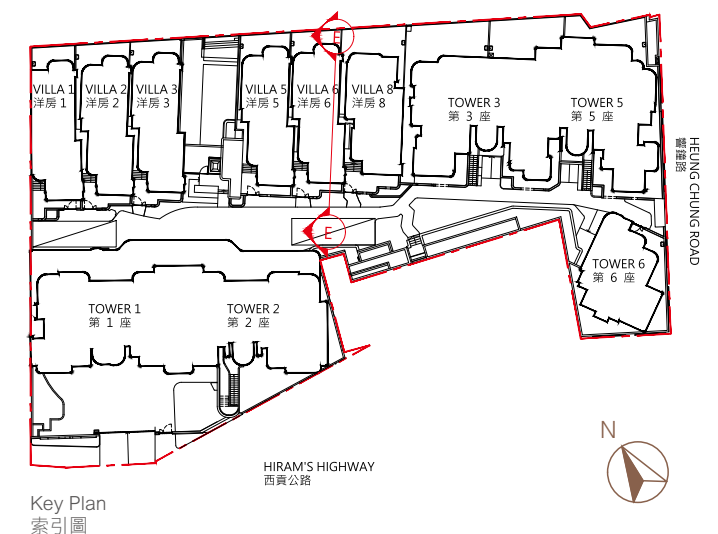 E
VILLA 1
洋房 1
VILLA 2
洋房 2
VILLA 3
洋房 3
VILLA 5
洋房 5
VILLA 6
洋房 6
VILLA 8
洋房 8
TOWER 3
第 3 座
TOWER 5
第 5 座
HEUNG CHUNG ROAD
響鐘路
E
TOWER 6
第 6 座
TOWER 1
第 1 座
TOWER 2
第 2 座
N
HIRAM'S HIGHWAY
西貢公路
Key Plan
索引圖